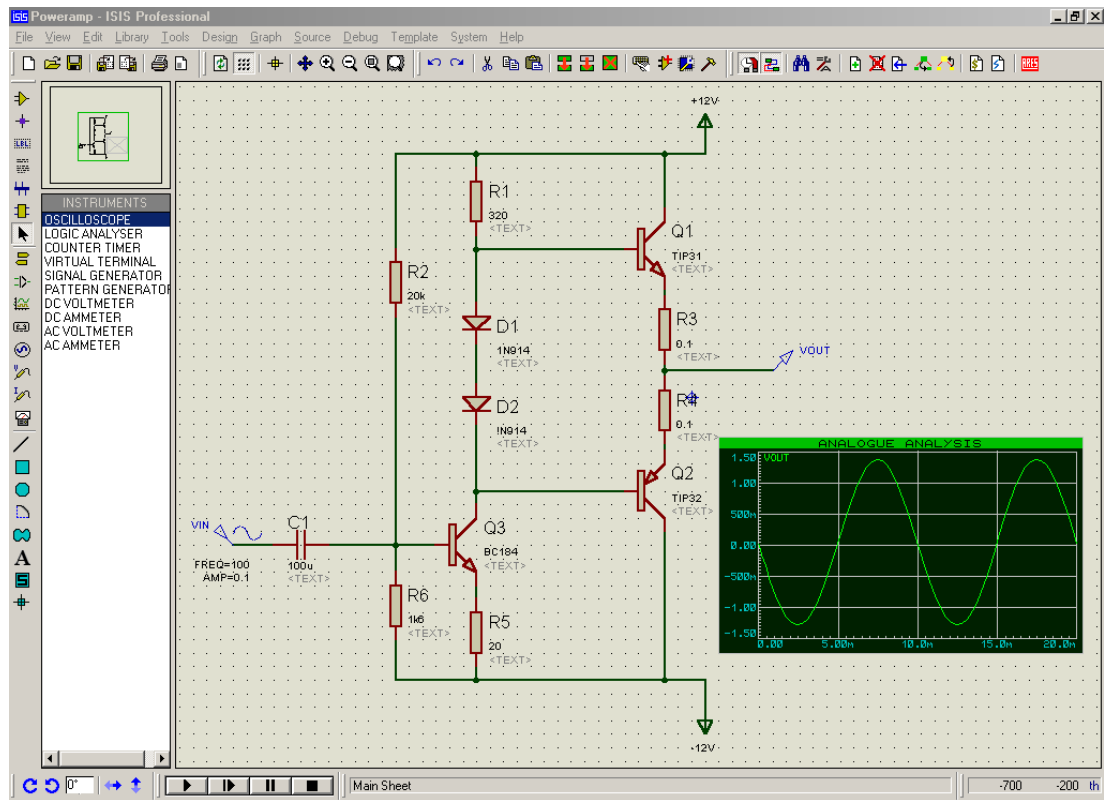 ISIS Poweramp - ISIS Professional
File View Edit Library Tools Design Graph Source Debug Template System Help
ARES
LBL
INSTRUMENTS
OSCILLOSCOPE
LOGIC ANALYSER
COUNTER TIMER
VIRTUAL TERMINAL
SIGNAL GENERATOR
PATTERN GENERATOR
DC VOLTMETER
DC AMMETER
AC VOLTMETER
AC AMMETER
A
S
+12V
R1
320
<TEXT>
Q1
TIP31
<TEXT>
R2
20k
<TEXT>
R3
0.1
<TEXT>
D1
1N914
<TEXT>
VOUT
D2
!N914
<TEXT>
R4
0.1
<TEXT>
Q2
TIP32
<TEXT>
VIN
FREQ=100
AMP=0.1
C1
100u
<TEXT>
Q3
BC184
<TEXT>
R6
1k6
<TEXT>
R5
20
<TEXT>
-12V
ANALOGUE ANALYSIS
VOUT
1.50
1.00
500m
0.00
-500m
-1.00
-1.50
0.00 5.00m 10.0m 15.0m 20.0m
0° Main Sheet -700 -200 th